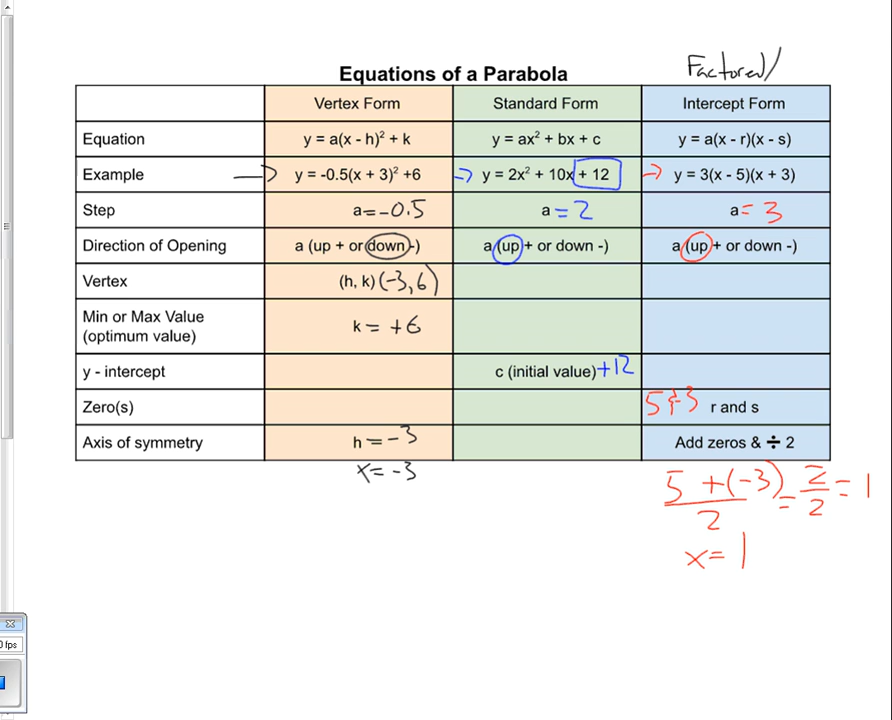 Factored/
Equations of a Parabola
Vertex Form Standard Form Intercept Form
Equation y = a(x - h)² + k y = ax² + bx + c y = a(x - r)(x - s)
Example → y = -0.5(x + 3)² +6 → y = 2x² + 10x + 12 → y = 3(x - 5)(x + 3)
Step a = -0.5 a = 2 a = 3
Direction of Opening a (up + or down -) a (up + or down -) a (up + or down -)
Vertex (h, k) (-3, 6)
Min or Max Value
(optimum value) k = +6
y - intercept c (initial value) +12
Zero(s) 5 & -3 r and s
Axis of symmetry h = -3 Add zeros & ÷ 2
x = -3
5 + (-3) = 2 = 1
2 2
x = 1
0 fps